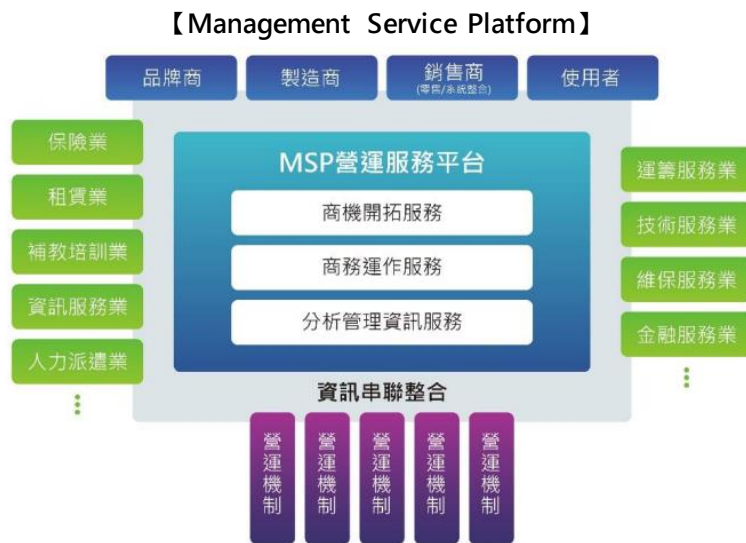 【Management Service Platform】
品牌商
製造商
銷售商
(零售/系統整合)
使用者
保險業
租賃業
補教培訓業
資訊服務業
人力派遣業
MSP營運服務平台
商機開拓服務
商務運作服務
分析管理資訊服務
運籌服務業
技術服務業
維保服務業
金融服務業
資訊串聯整合
營運機制
營運機制
營運機制
營運機制
營運機制